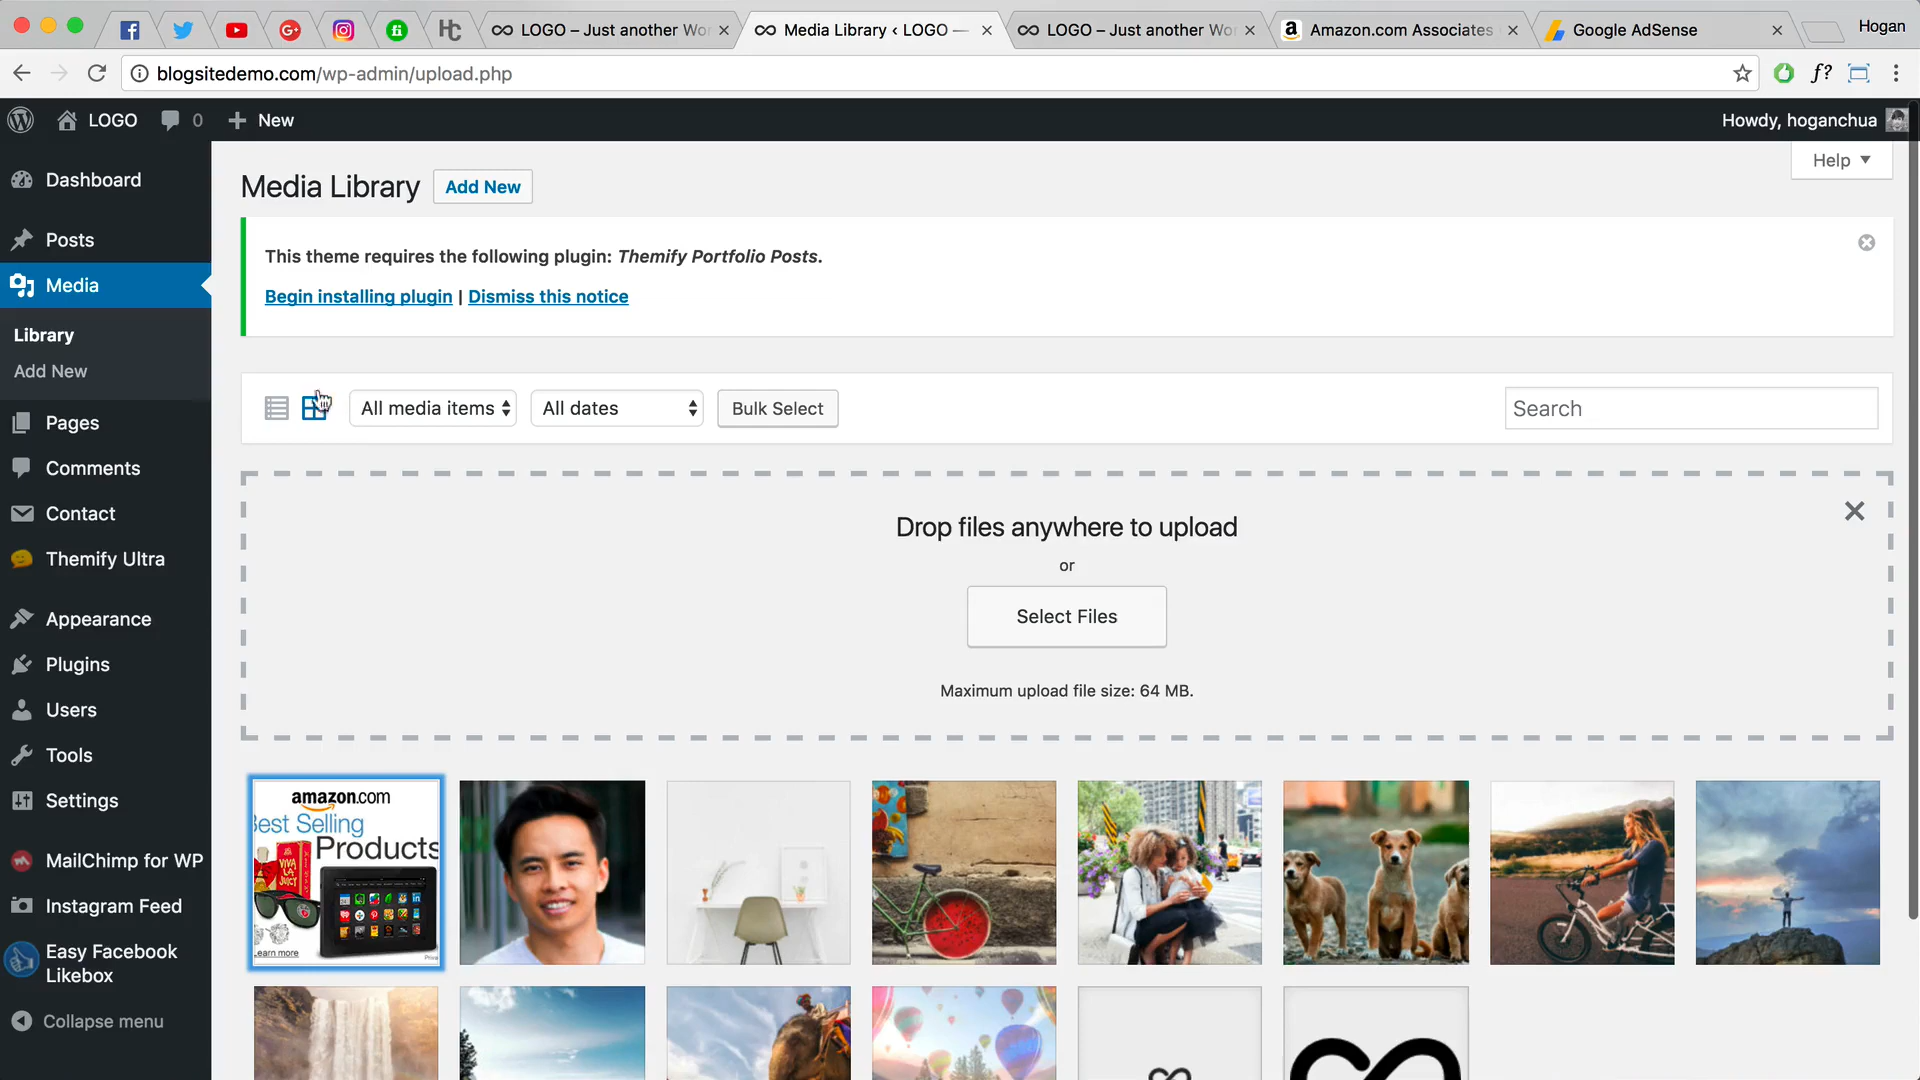 LOGO – Just another Wor
Media Library ‹ LOGO —
LOGO – Just another Wor
Amazon.com Associates
Google AdSense
Hogan
blogsitedemo.com/wp-admin/upload.php
f?
LOGO
0
New
Howdy, hoganchua
Dashboard
Posts
Media
Library
Add New
Pages
Comments
Contact
Themify Ultra
Appearance
Plugins
Users
Tools
Settings
MailChimp for WP
Instagram Feed
Easy Facebook
Likebox
Collapse menu
Help
Media Library
Add New
This theme requires the following plugin: Themify Portfolio Posts.
Begin installing plugin | Dismiss this notice
All media items
All dates
Bulk Select
Search
Drop files anywhere to upload
or
Select Files
Maximum upload file size: 64 MB.
amazon.com
Best Selling
Products
VIVA
LA
JUICY
Learn more